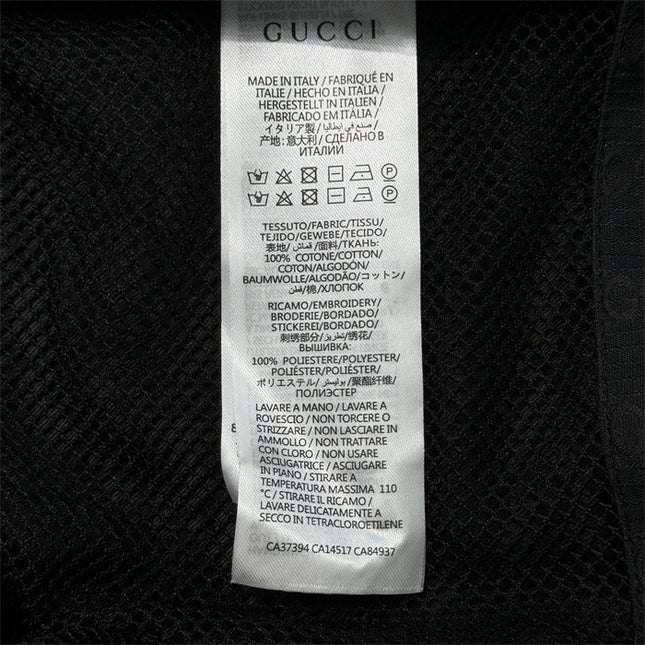 GUCCI
MADE IN ITALY / FABRIQUÉ EN
ITALIE / HECHO EN ITALIA /
HERGESTELLT IN ITALIEN /
FABRICADO EM ITÁLIA /
イタリア製 / صنع في ايطاليا /
产地: 意大利 / СДЕЛАНО В
ИТАЛИИ
P
P
TESSUTO/FABRIC/TISSU/
TEJIDO/GEWEBE/TECIDO/
表地/ قماش /面料/ТКАНЬ:
100% COTONE/COTTON/
COTON/ALGODÓN/
BAUMWOLLE/ALGODÃO/コットン/
قطن/棉/ХЛОПОК
RICAMO/EMBROIDERY/
BRODERIE/BORDADO/
STICKEREI/BORDADO/
刺繍部分/تطريز/绣花/
ВЫШИВКА:
100% POLIESTERE/POLYESTER/
POLIÉSTER/POLIÉSTER/
ポリエステル/بوليستر/聚酯纤维/
ПОЛИЭСТЕР
LAVARE A MANO / LAVARE A
ROVESCIO / NON TORCERE O
STRIZZARE / NON LASCIARE IN
AMMOLLO / NON TRATTARE
CON CLORO / NON USARE
ASCIUGATRICE / ASCIUGARE
IN PIANO / STIRARE A
TEMPERATURA MASSIMA 110
°C / STIRARE IL RICAMO /
LAVARE DELICATAMENTE A
SECCO IN TETRACLOROETILENE
CA37394 CA14517 CA84937